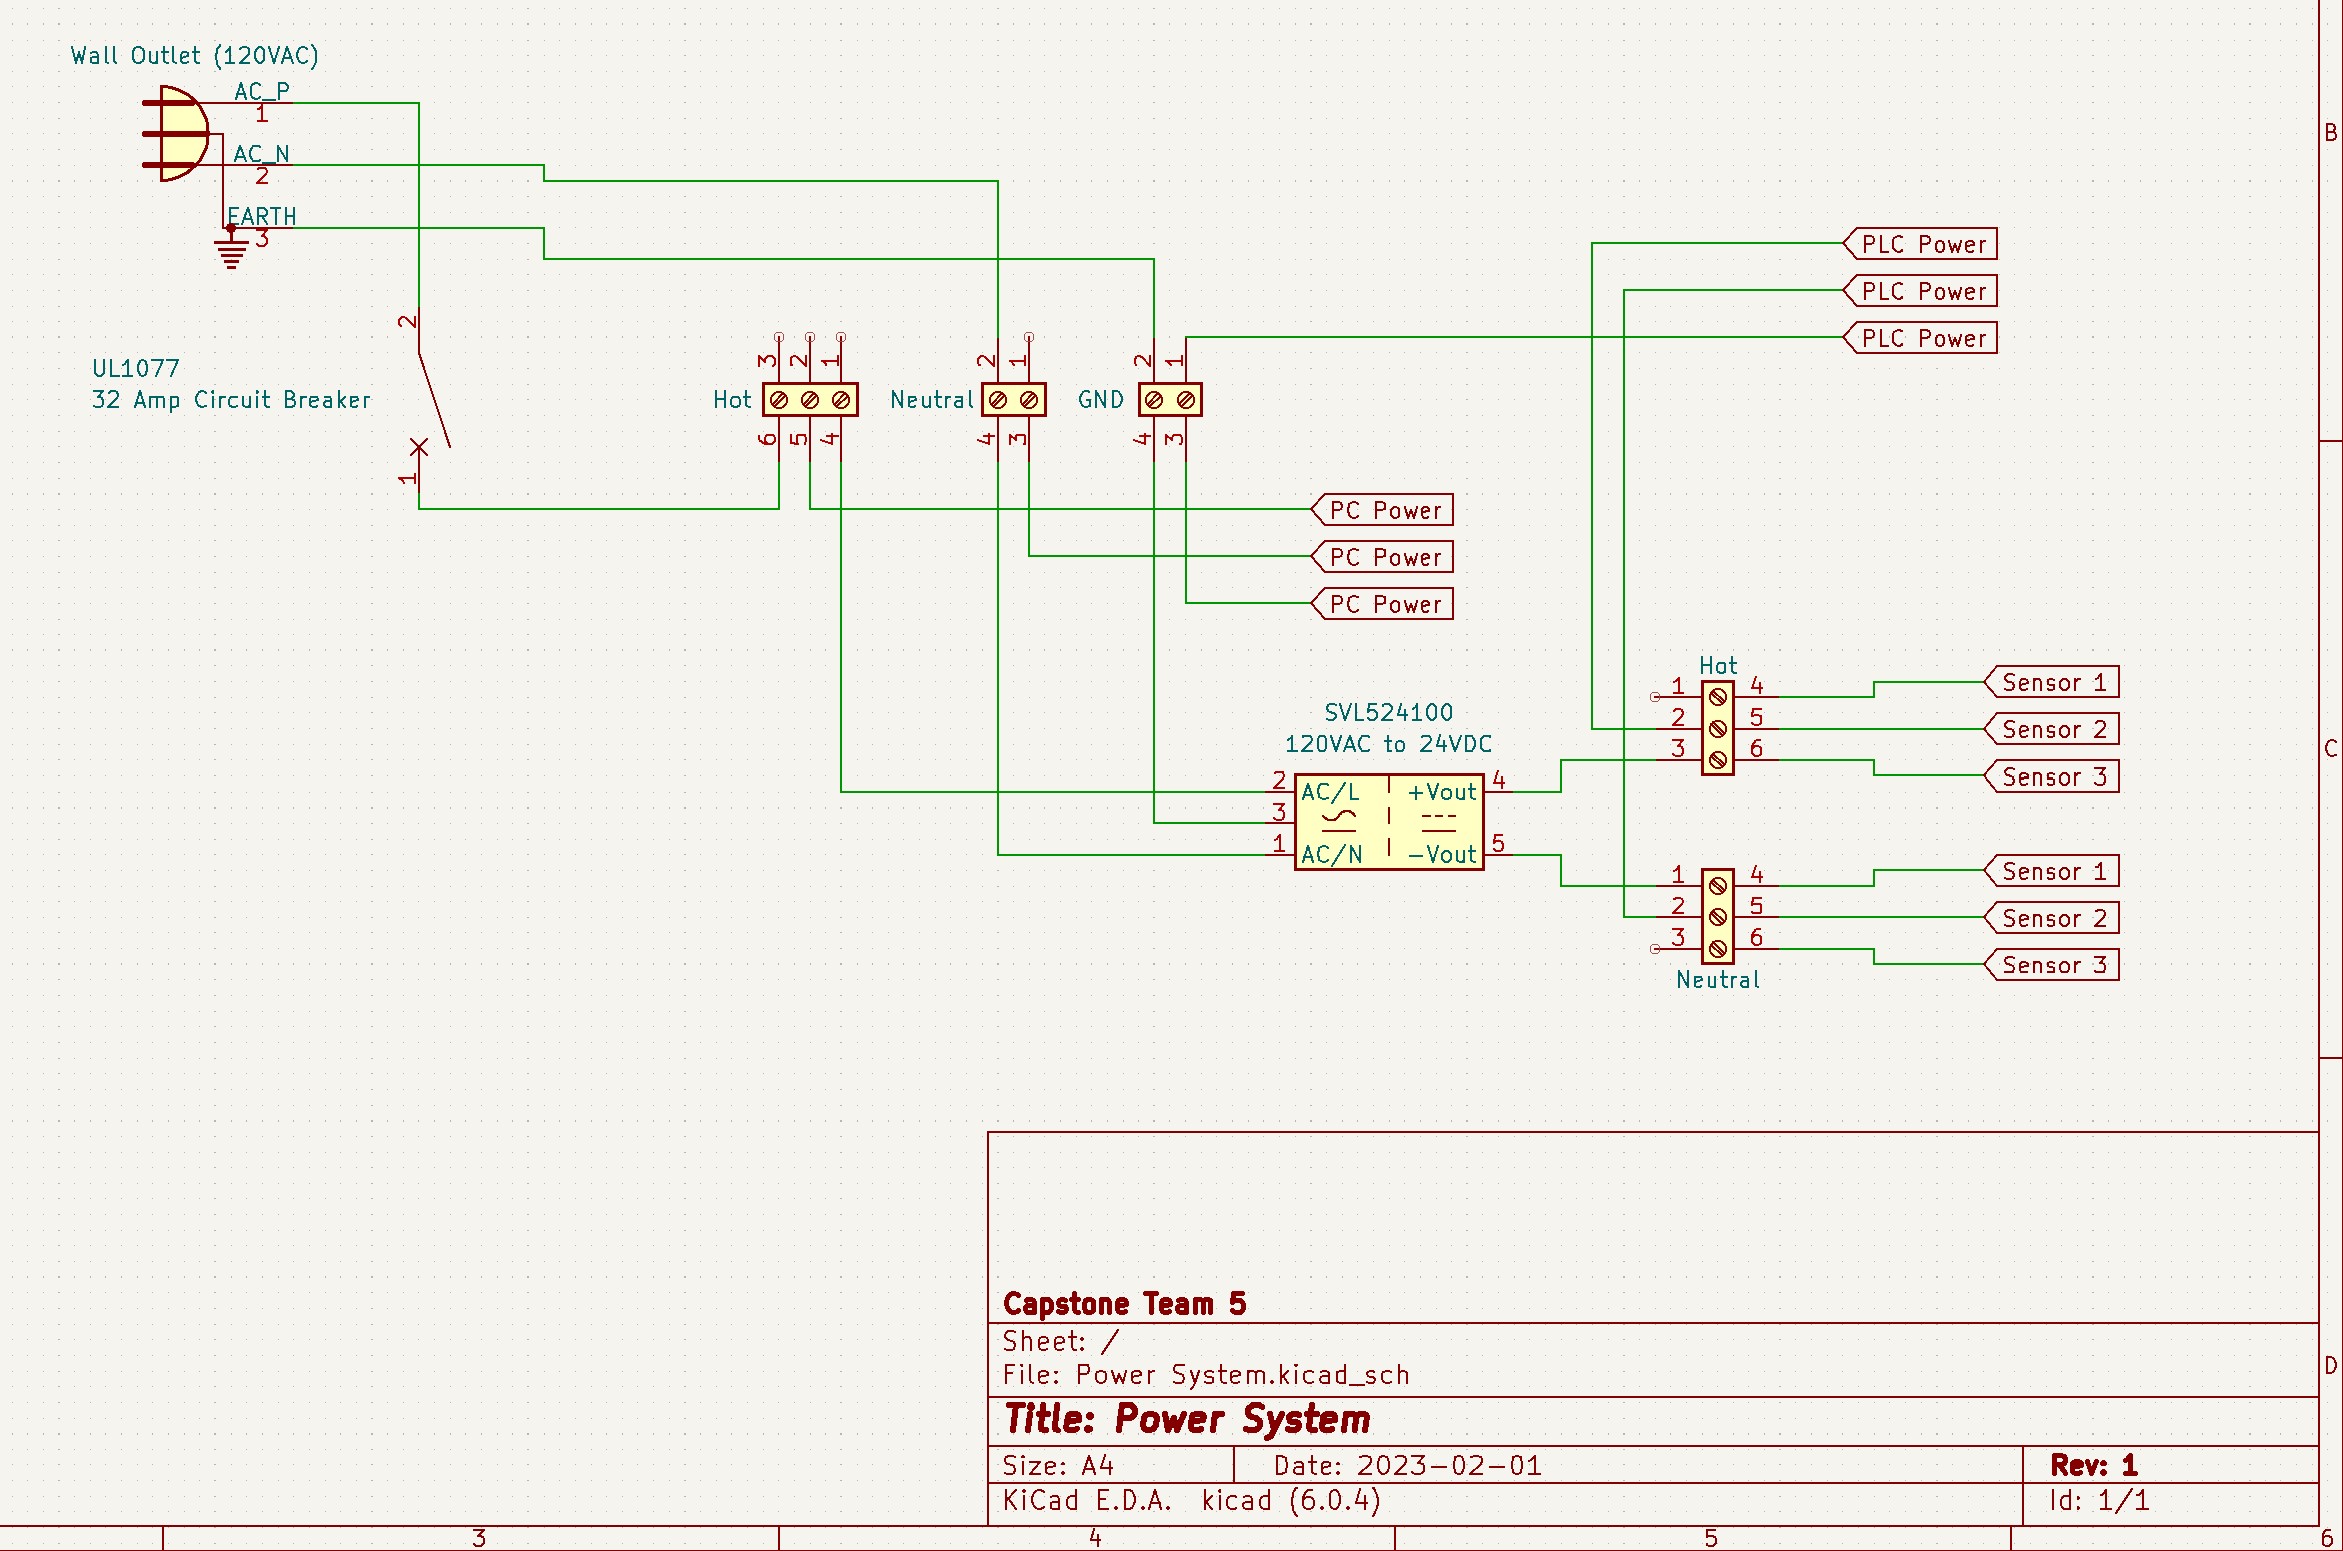 Wall Outlet (120VAC)
AC_P
1
AC_N
2
EARTH
3
B
PLC Power
PLC Power
PLC Power
2
UL1077
32 Amp Circuit Breaker
1
3 2 1
Hot
6 5 4
2 1
Neutral
4 3
2 1
GND
4 3
PC Power
PC Power
PC Power
Hot
1 4
2 5
3 6
Sensor 1
Sensor 2
Sensor 3
SVL524100
120VAC to 24VDC
2 AC/L +Vout 4
3
1 AC/N -Vout 5
C
1 4
2 5
3 6
Neutral
Sensor 1
Sensor 2
Sensor 3
Capstone Team 5
Sheet: /
File: Power System.kicad_sch
D
Title: Power System
Size: A4 Date: 2023-02-01 Rev: 1
KiCad E.D.A. kicad (6.0.4) Id: 1/1
3 4 5 6